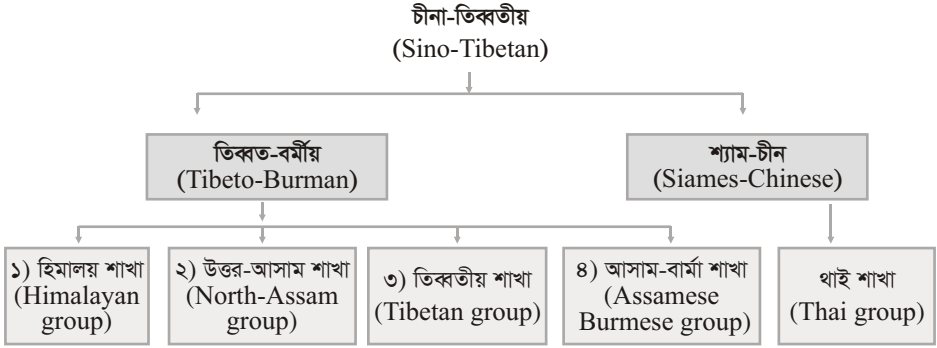 চীনা-তিব্বতীয়
(Sino-Tibetan)
তিব্বত-বর্মীয়
(Tibeto-Burman)
শ্যাম-চীন
(Siames-Chinese)
১) হিমালয় শাখা
(Himalayan
group)
২) উত্তর-আসাম শাখা
(North-Assam
group)
৩) তিব্বতীয় শাখা
(Tibetan group)
৪) আসাম-বার্মা শাখা
(Assamese
Burmese group)
থাই শাখা
(Thai group)